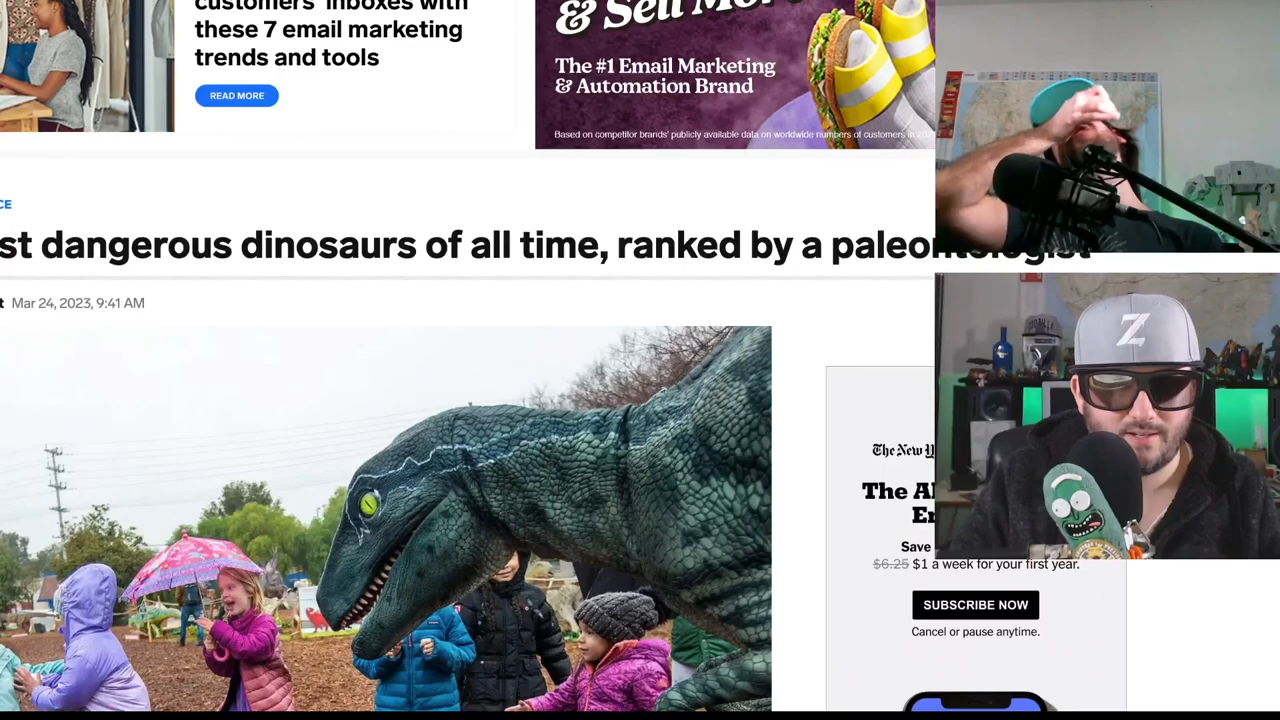 customers' inboxes with
these 7 email marketing
trends and tools
READ MORE
& Sell More
The #1 Email Marketing
& Automation Brand
Based on competitor brands' publicly available data on worldwide numbers of customers in
CE
st dangerous dinosaurs of all time, ranked by a paleontologist
t Mar 24, 2023, 9:41 AM
Z
The New Y
The Al
En
Save
$6.25 $1 a week for your first year.
SUBSCRIBE NOW
Cancel or pause anytime.